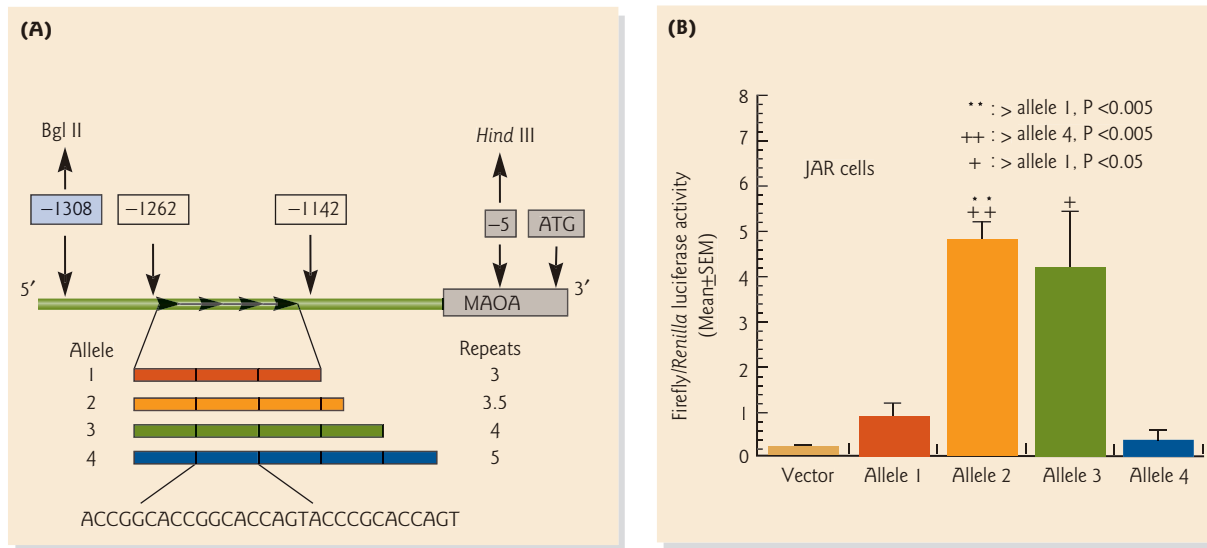 (A)
Bgl II
Hind III
−1308
−1262
−1142
−5
ATG
5′
MAOA
3′
Allele
Repeats
1
3
2
3.5
3
4
4
5
ACCGGCACCGGCACCAGTACCCGCACCAGT
(B)
Firefly/Renilla luciferase activity
(Mean±SEM)
8
7
6
5
4
3
2
1
0
** : > allele 1, P <0.005
++ : > allele 4, P <0.005
+ : > allele 1, P <0.05
JAR cells
**
++
+
Vector
Allele 1
Allele 2
Allele 3
Allele 4